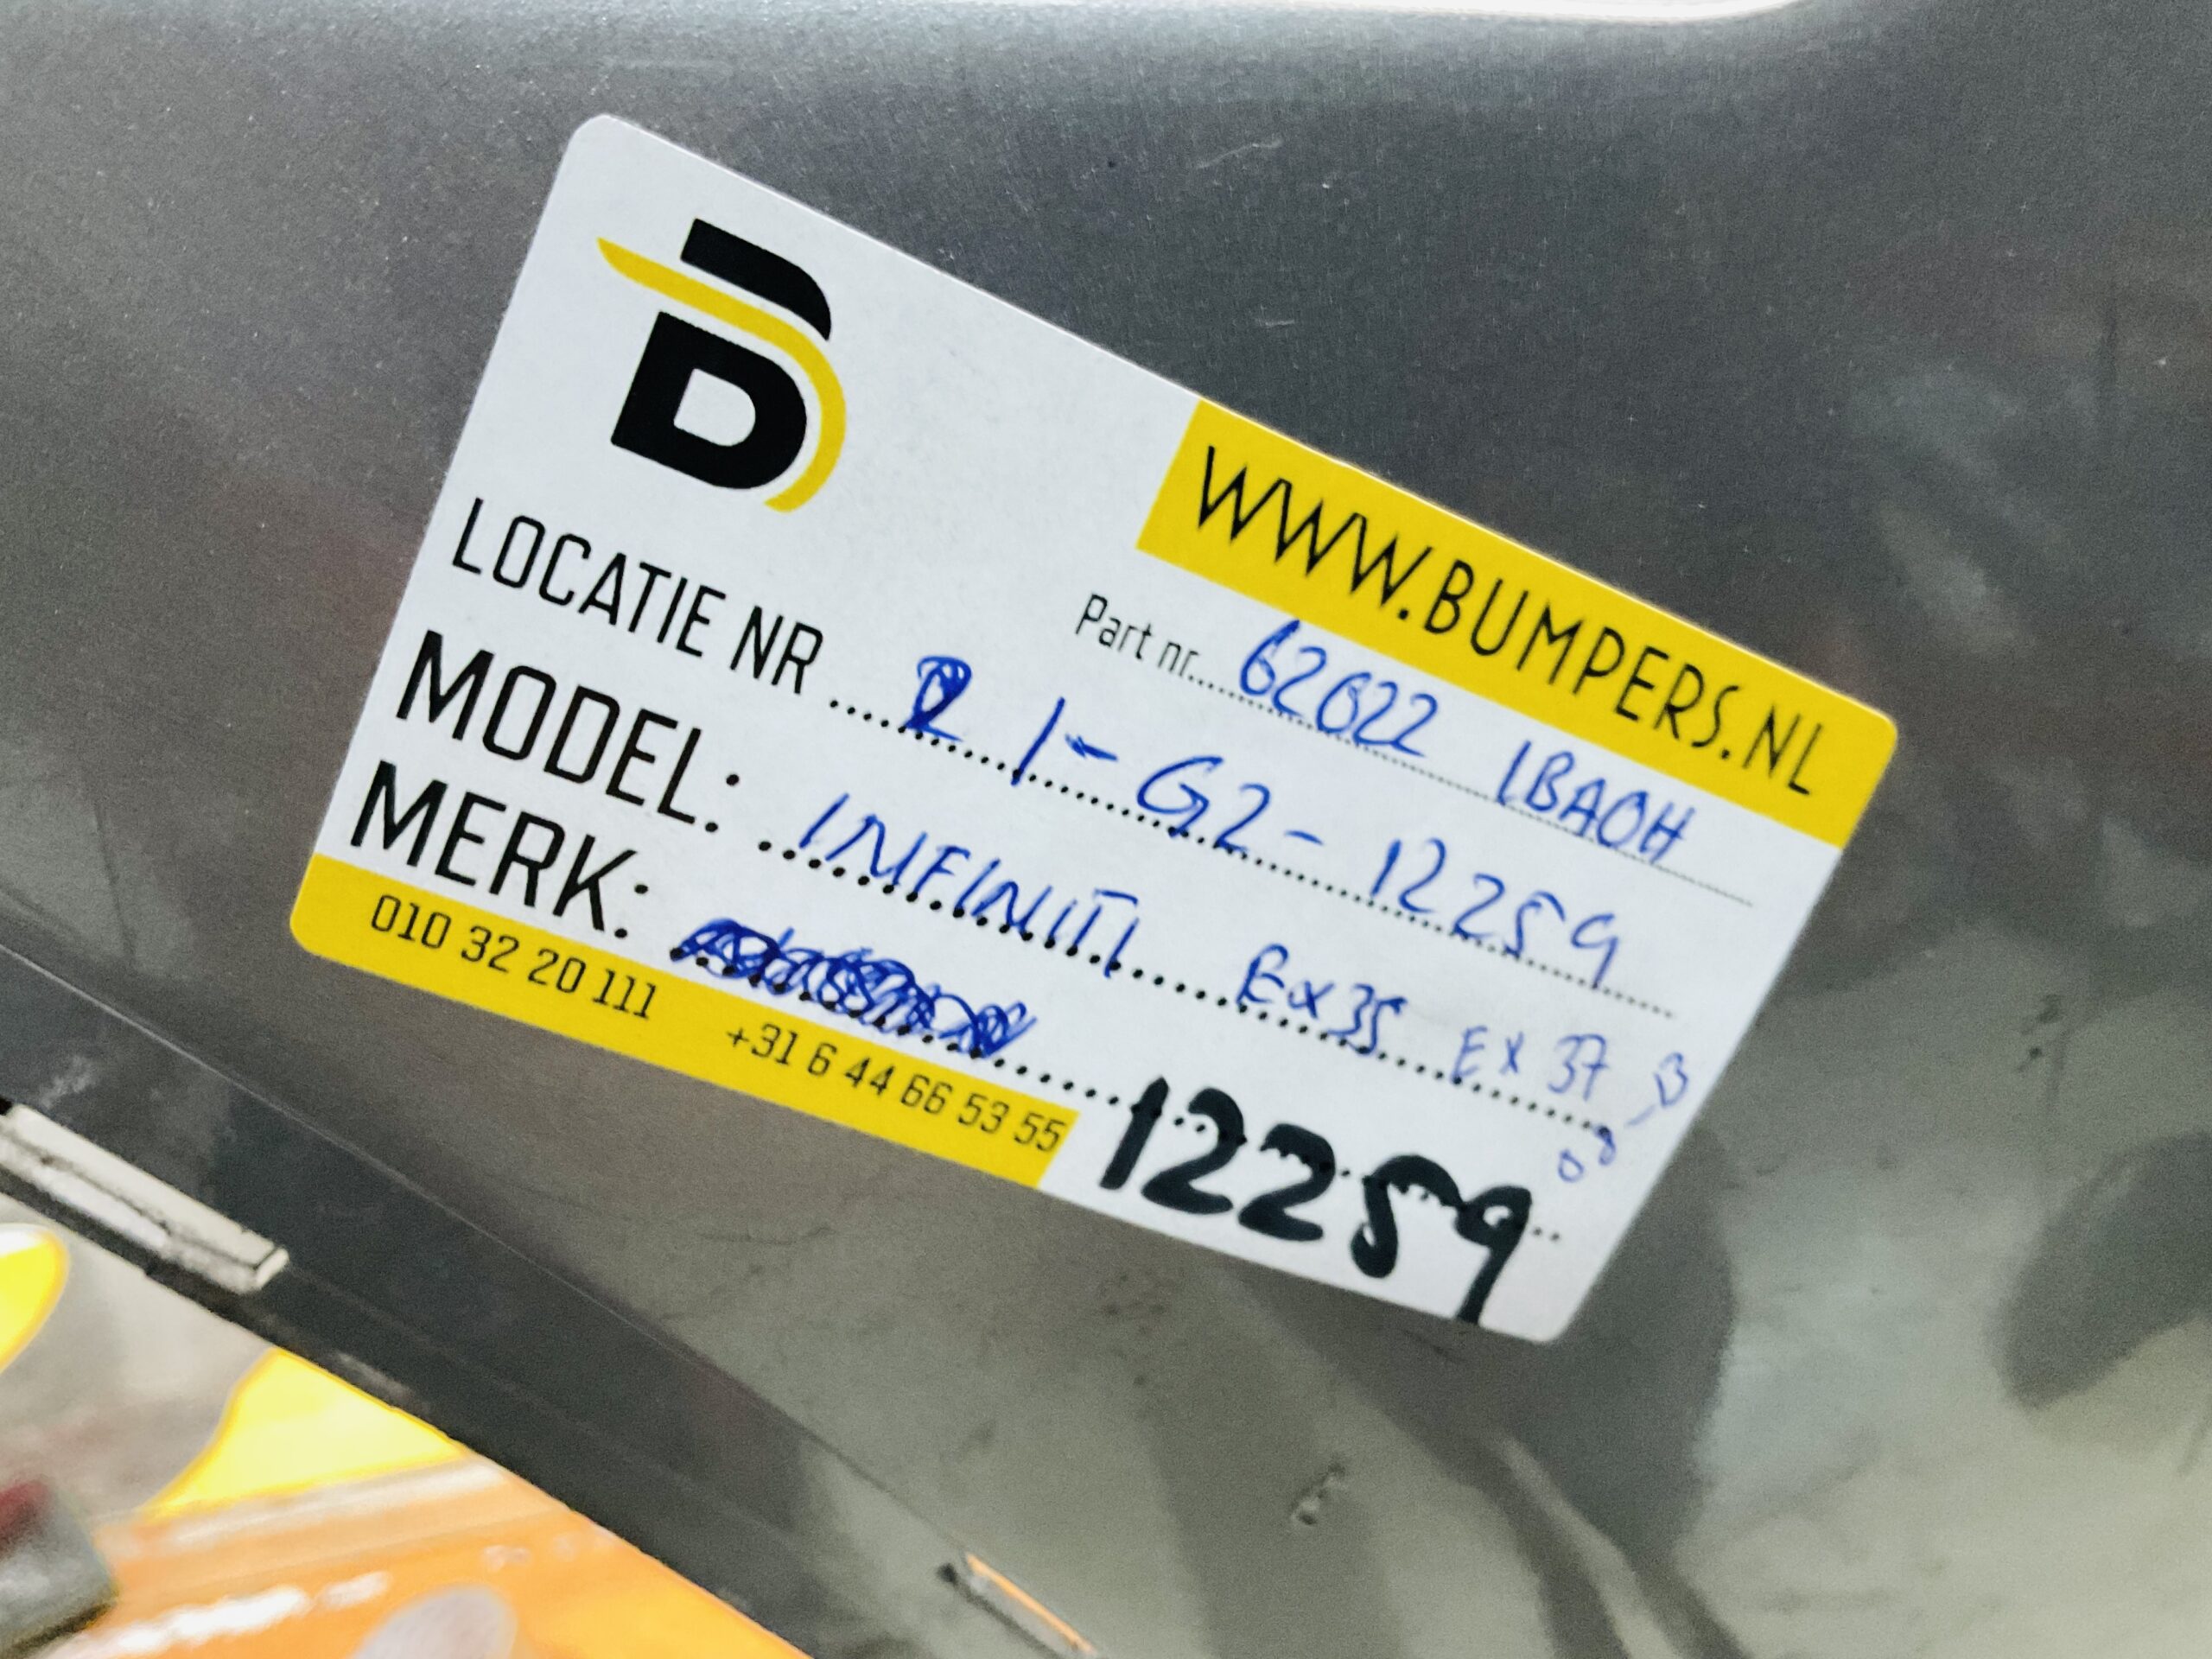 B
WWW.BUMPERS.NL
Part nr. 62022 1BA0H
LOCATIE NR 1-G2-12259
MODEL: INFINITI EX35 EX37
MERK:
12259
010 32 20 111 +31 6 44 66 53 55